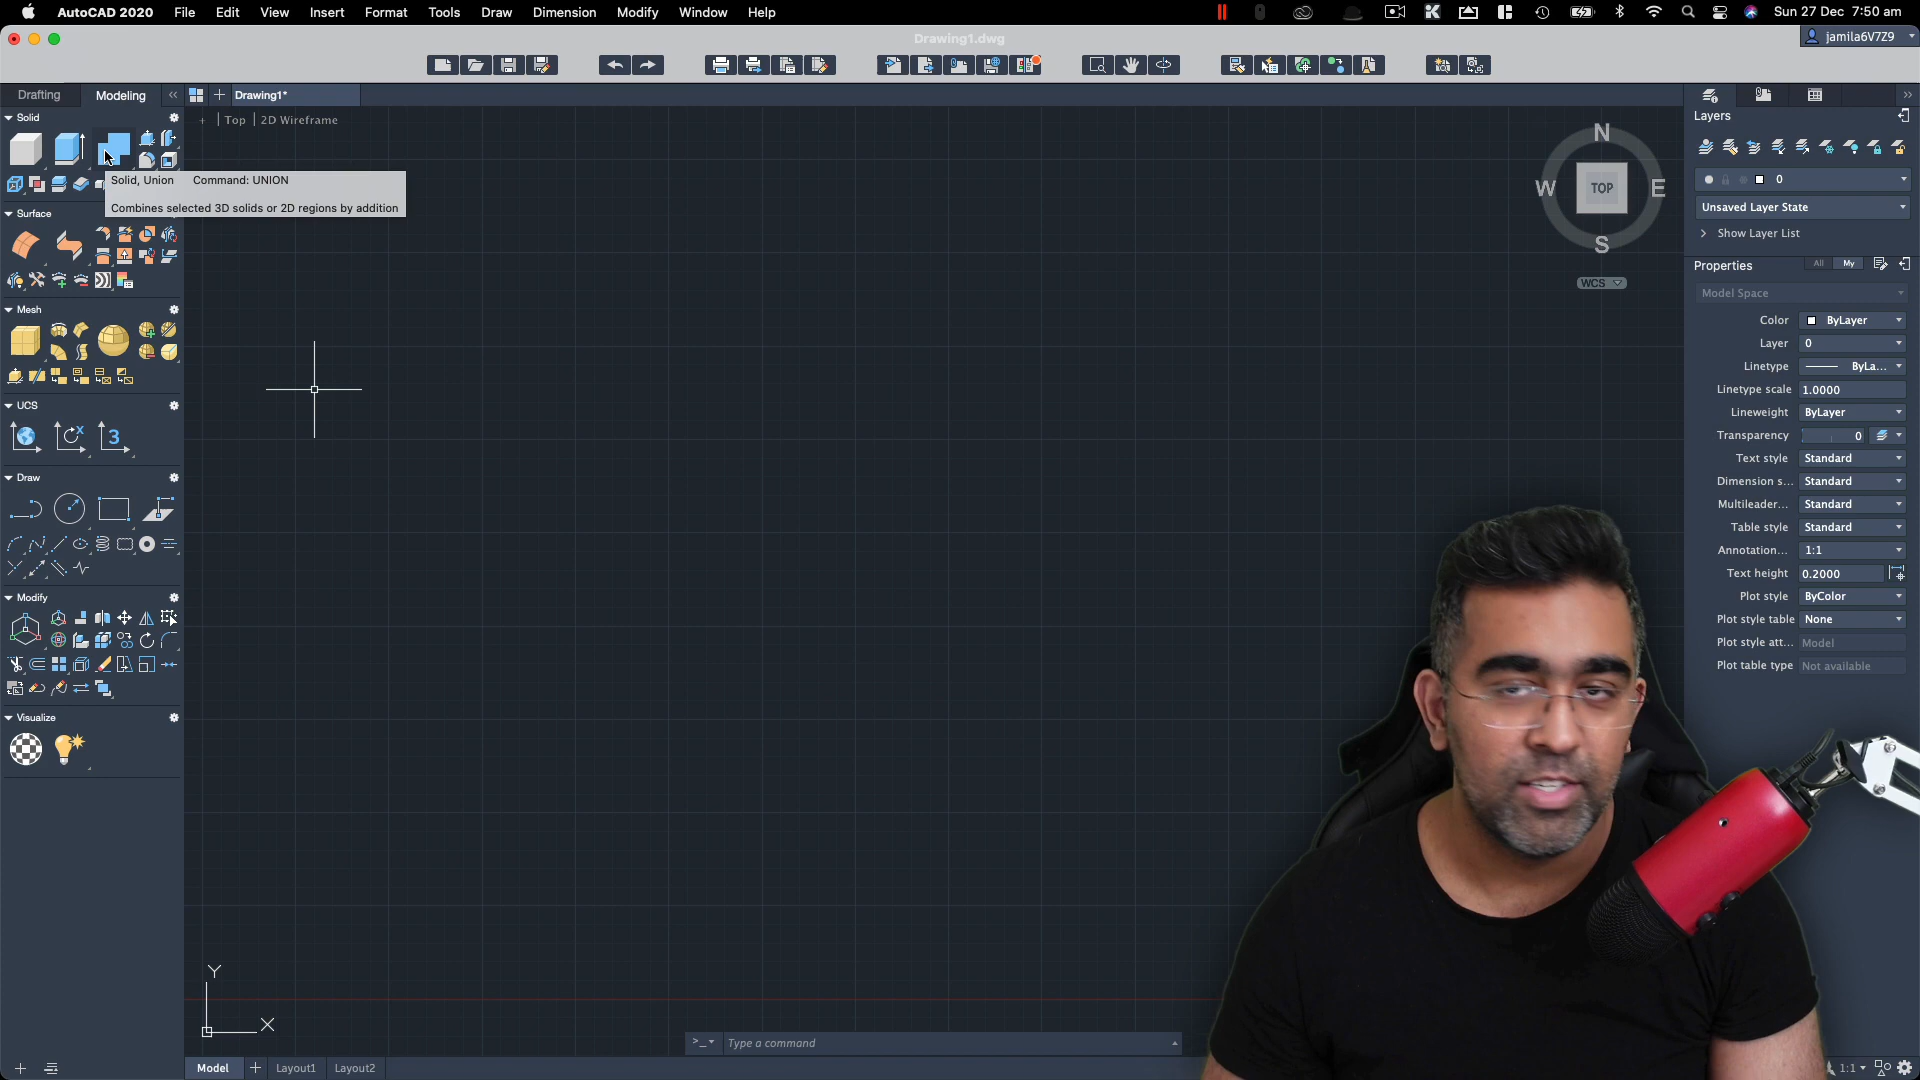 AutoCAD 2020 File Edit View Insert Format Tools Draw Dimension Modify Window Help
Sun 27 Dec 7:50 am
Drawing1.dwg
jamila6V7Z9
Drafting Modeling
Drawing1*
Solid
+ | Top | 2D Wireframe
Solid, Union Command: UNION
Combines selected 3D solids or 2D regions by addition
Surface
Mesh
UCS
3
Draw
Modify
Visualize
N
W TOP E
S
WCS
Layers
0
Unsaved Layer State
Show Layer List
Properties All My
Model Space
Color ByLayer
Layer 0
Linetype ByLa...
Linetype scale 1.0000
Lineweight ByLayer
Transparency 0
Text style Standard
Dimension s... Standard
Multileader... Standard
Table style Standard
Annotation... 1:1
Text height 0.2000
Plot style ByColor
Plot style table None
Plot style att... Model
Plot table type Not available
Y
X
>_ Type a command
Model + Layout1 Layout2
1:1